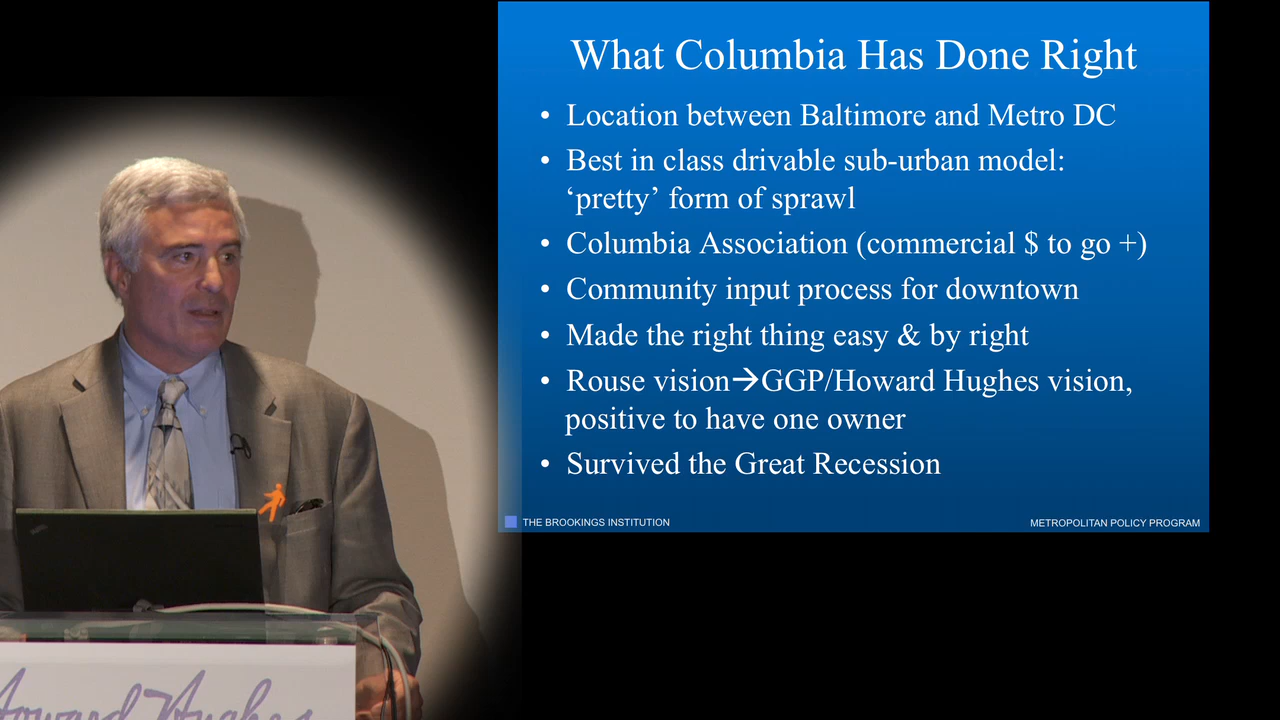 What Columbia Has Done Right
• Location between Baltimore and Metro DC
• Best in class drivable sub-urban model:
‘pretty’ form of sprawl
• Columbia Association (commercial $ to go +)
• Community input process for downtown
• Made the right thing easy & by right
• Rouse vision→GGP/Howard Hughes vision,
positive to have one owner
• Survived the Great Recession
THE BROOKINGS INSTITUTION
METROPOLITAN POLICY PROGRAM
Howard Hughes